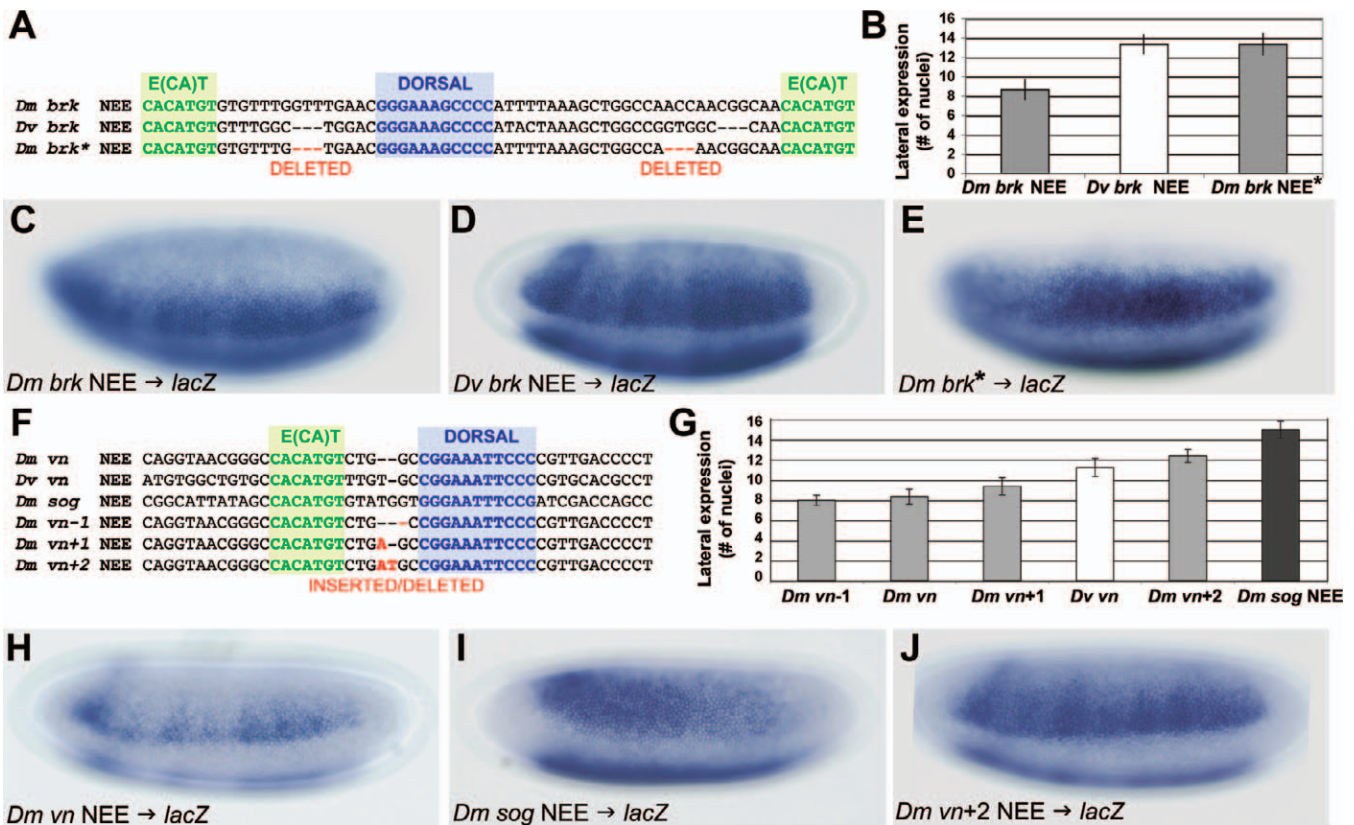 A
E(CA)T DORSAL E(CA)T
Dm brk NEE CACATGTGTGTTTGGTTTGAACGGGAAAGCCCCATTTTAAAGCTGGCCAACCAACGGCAACACATGT
Dv brk NEE CACATGTGTTTGGC---TGGACGGGAAAGCCCCATACTAAAGCTGGCCGGTGGC---CAACACATGT
Dm brk* NEE CACATGTGTGTTTG---TGAACGGGAAAGCCCCATTTTAAAGCTGGCCA---AACGGCAACACATGT
DELETED DELETED
B
Lateral expression
(# of nuclei)
16
14
12
10
8
6
4
2
0
Dm brk NEE Dv brk NEE Dm brk NEE*
C
Dm brk NEE → lacZ
D
Dv brk NEE → lacZ
E
Dm brk* → lacZ
F
E(CA)T DORSAL
Dm vn NEE CAGGTAACGGGCCACATGTCTG--GCCGGAAATTCCCCGTTGACCCCT
Dv vn NEE ATGTGGCTGTGCCACATGTTTGT-GCCGGAAATTCCCCGTGCACGCCT
Dm sog NEE CGGCATTATAGCCACATGTGTATGGTGGGAATTTCCGATCGACCAGCC
Dm vn-1 NEE CAGGTAACGGGCCACATGTCTG---CCGGAAATTCCCCGTTGACCCCT
Dm vn+1 NEE CAGGTAACGGGCCACATGTCTGA-GCCGGAAATTCCCCGTTGACCCCT
Dm vn+2 NEE CAGGTAACGGGCCACATGTCTGATGCCGGAAATTCCCCGTTGACCCCT
INSERTED/DELETED
G
Lateral expression
(# of nuclei)
16
14
12
10
8
6
4
2
0
Dm vn-1 Dm vn Dm vn+1 Dv vn Dm vn+2 Dm sog NEE
H
Dm vn NEE → lacZ
I
Dm sog NEE → lacZ
J
Dm vn+2 NEE → lacZ